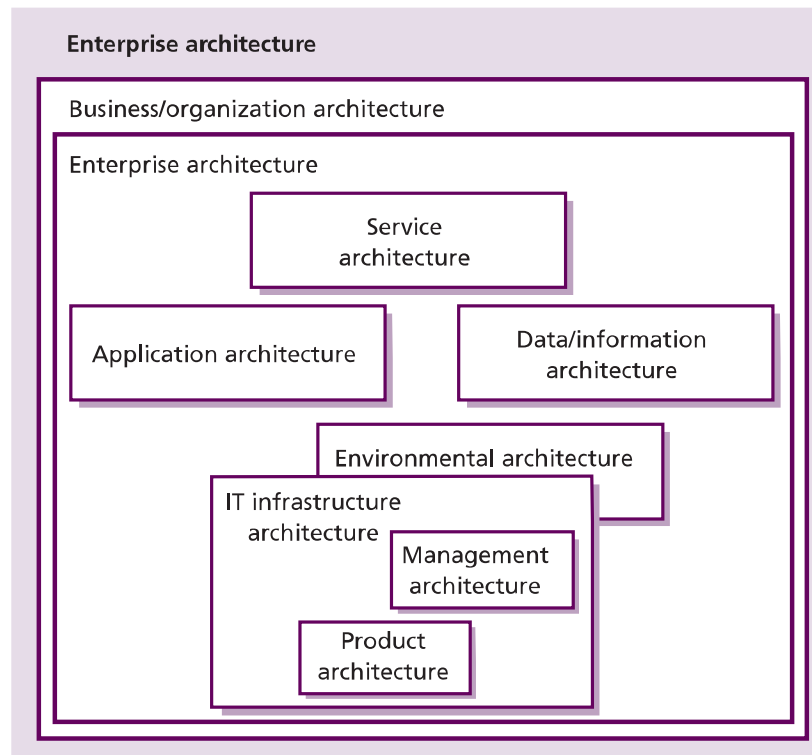 Enterprise architecture
Business/organization architecture
Enterprise architecture
Service
architecture
Application architecture
Data/information
architecture
Environmental architecture
IT infrastructure
architecture
Management
architecture
Product
architecture